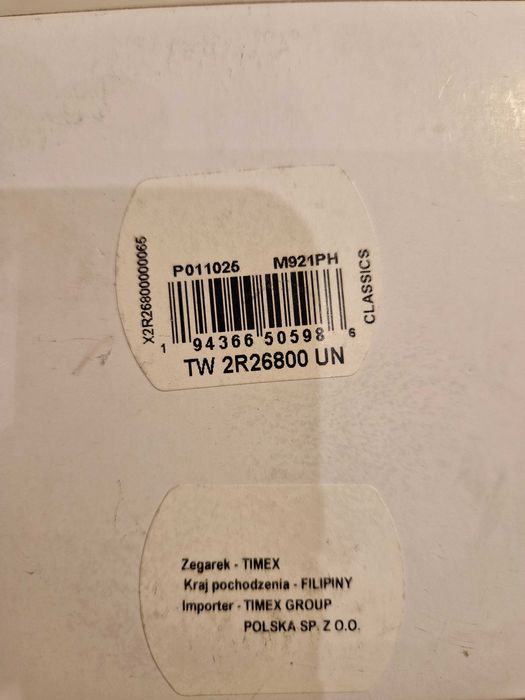 P011025 M921PH
X2R26800000065
CLASSICS
1 94366 50598 6
TW 2R26800 UN
Zegarek - TIMEX
Kraj pochodzenia - FILIPINY
Importer - TIMEX GROUP
POLSKA SP. Z O.O.